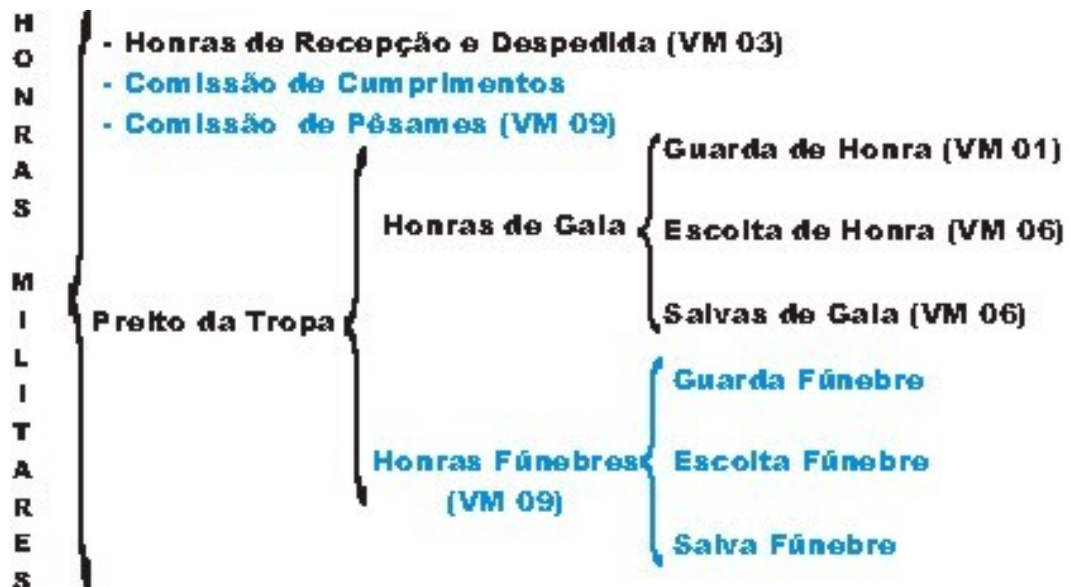 HONRAS MILITARES
- Honras de Recepção e Despedida (VM 03)
- Comissão de Cumprimentos
- Comissão de Pêsames (VM 09)
Preito da Tropa
Honras de Gala
Guarda de Honra (VM 01)
Escolta de Honra (VM 06)
Salvas de Gala (VM 06)
Honras Fúnebres
(VM 09)
Guarda Fúnebre
Escolta Fúnebre
Salva Fúnebre